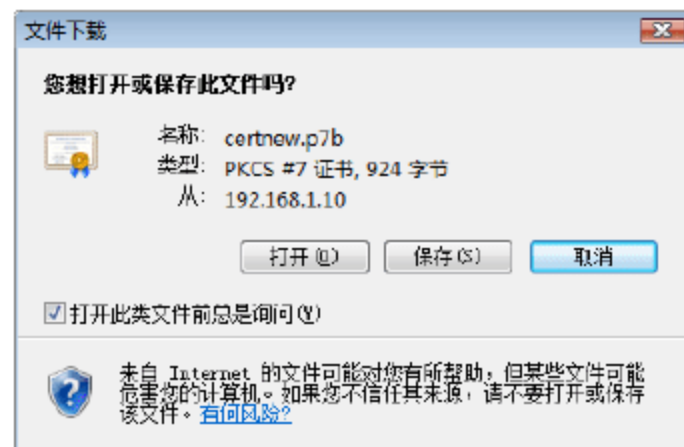 文件下载
您想打开或保存此文件吗?
名称: certnew.p7b
类型: PKCS #7 证书, 924 字节
从: 192.168.1.10
打开(O) 保存(S) 取消
打开此类文件前总是询问(W)
来自 Internet 的文件可能对您有所帮助，但某些文件可能
危害您的计算机。如果您不信任其来源，请不要打开或保存
该文件。有何风险?